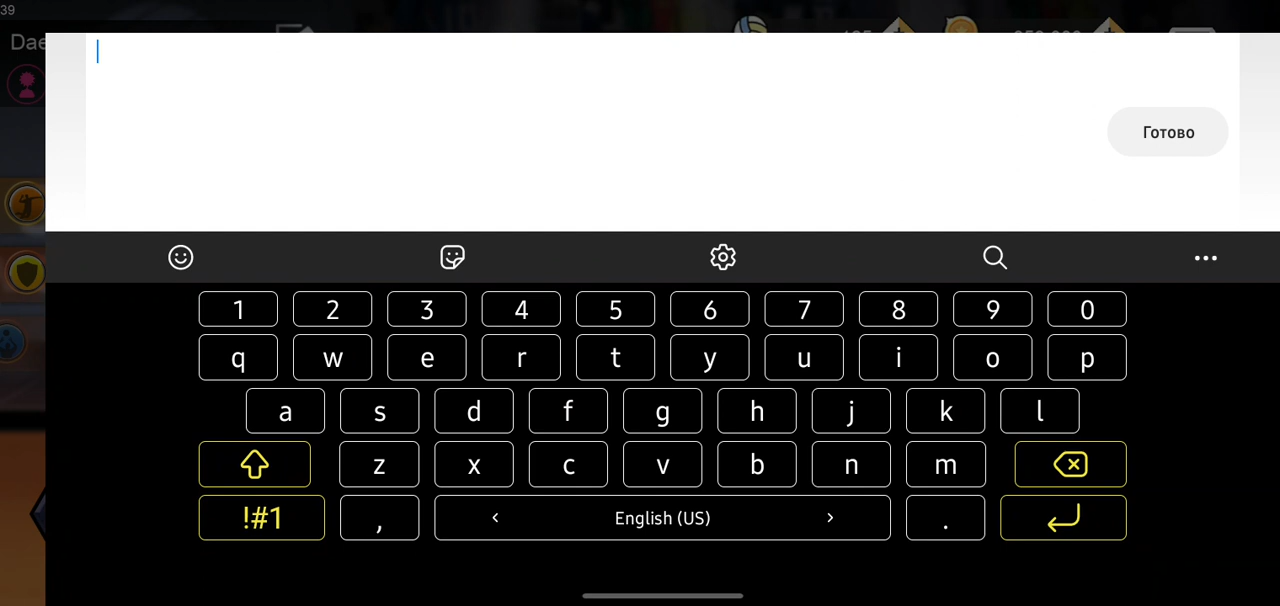 39
Dae
Готово
1 2 3 4 5 6 7 8 9 0
q w e r t y u i o p
a s d f g h j k l
z x c v b n m
!#1 , < English (US) > .